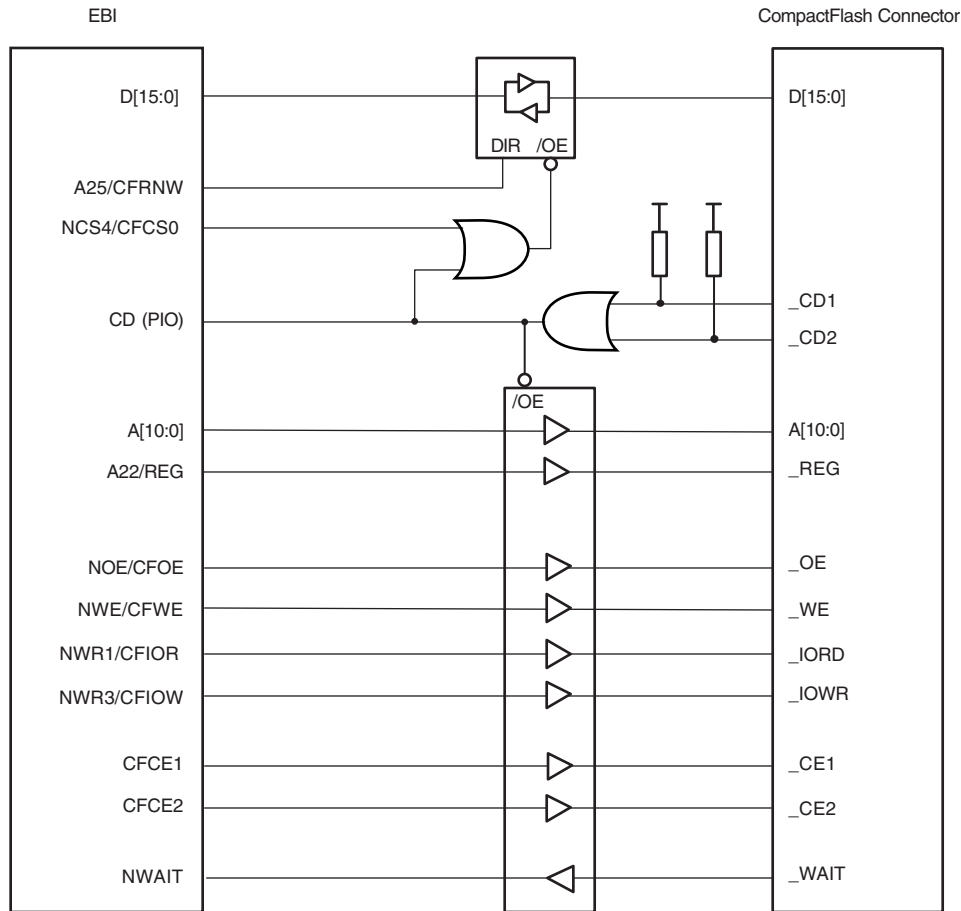 EBI
CompactFlash Connector
D[15:0]
D[15:0]
DIR /OE
A25/CFRNW
NCS4/CFCS0
_CD1
CD (PIO)
_CD2
/OE
A[10:0]
A[10:0]
A22/REG
_REG
NOE/CFOE
_OE
NWE/CFWE
_WE
NWR1/CFIOR
_IORD
NWR3/CFIOW
_IOWR
CFCE1
_CE1
CFCE2
_CE2
NWAIT
_WAIT